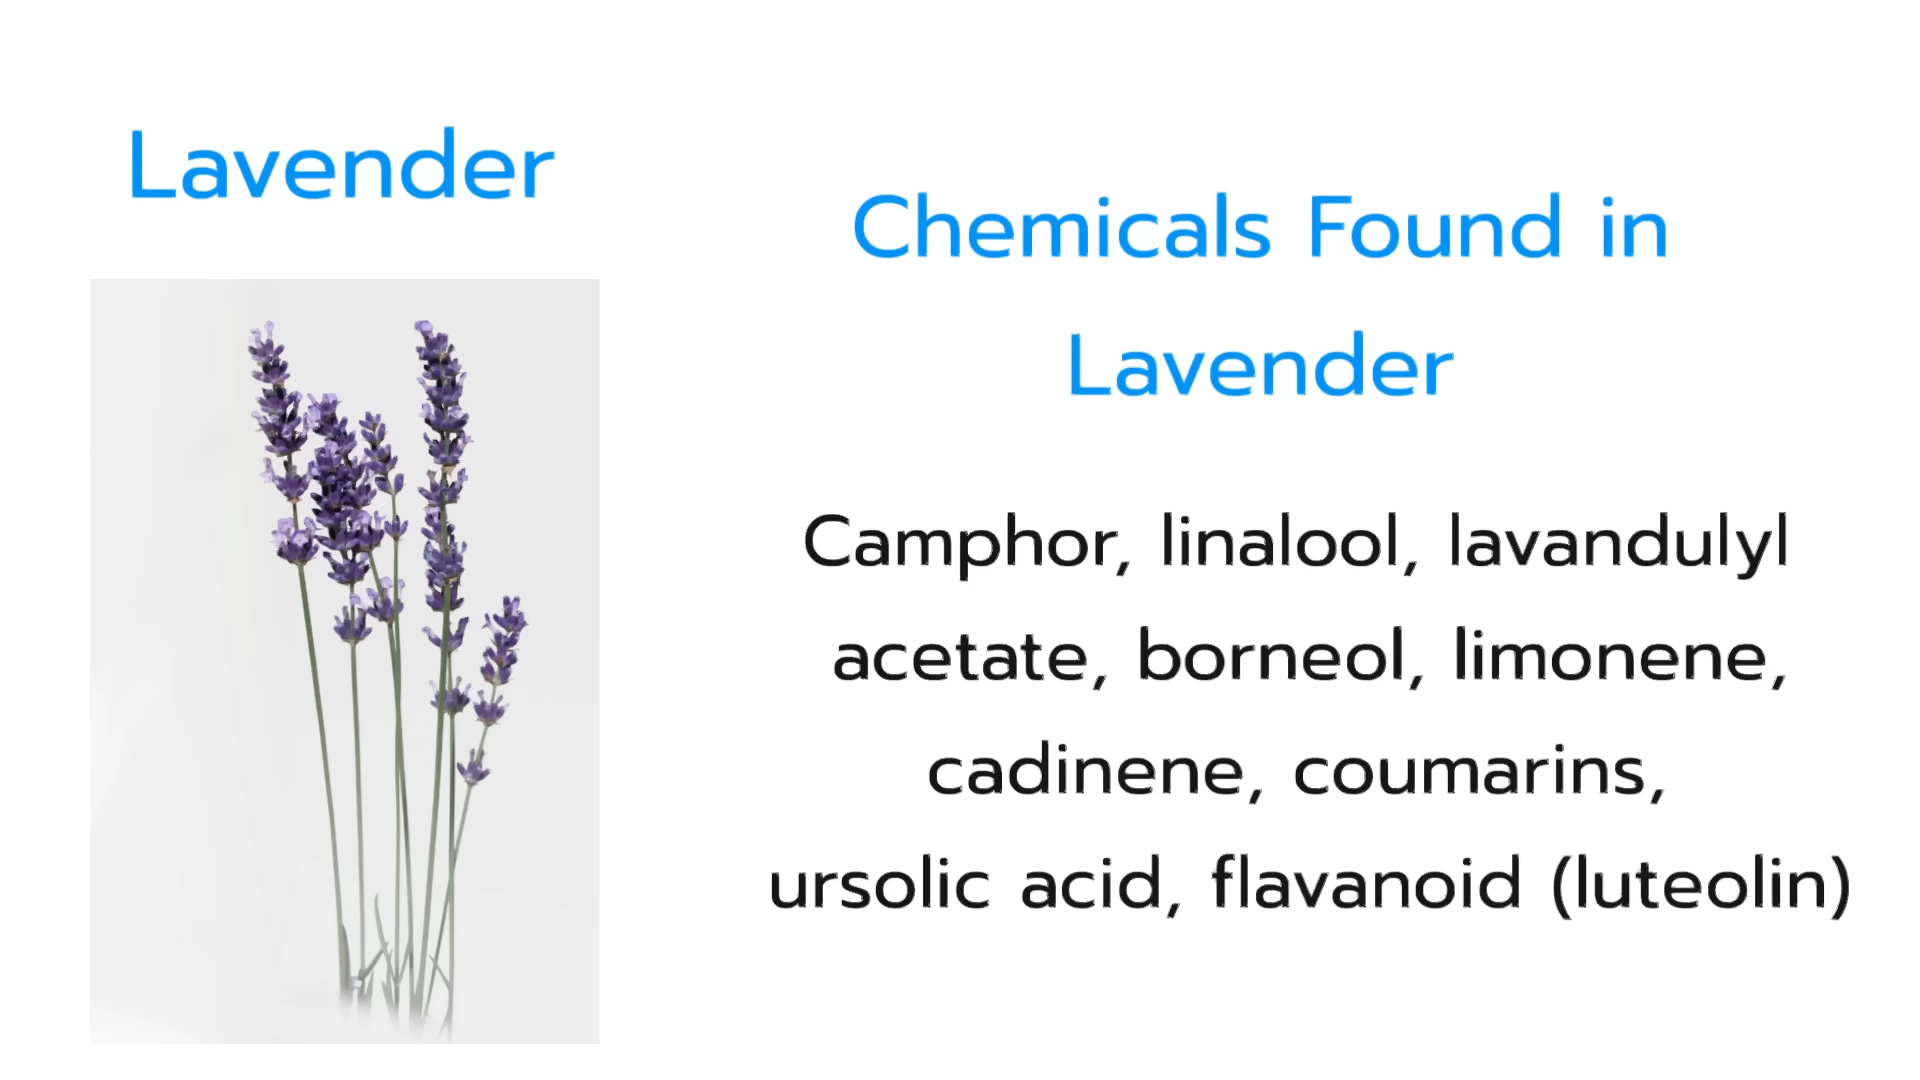 Lavender
Chemicals Found in
Lavender
Camphor, linalool, lavandulyl
acetate, borneol, limonene,
cadinene, coumarins,
ursolic acid, flavanoid (luteolin)